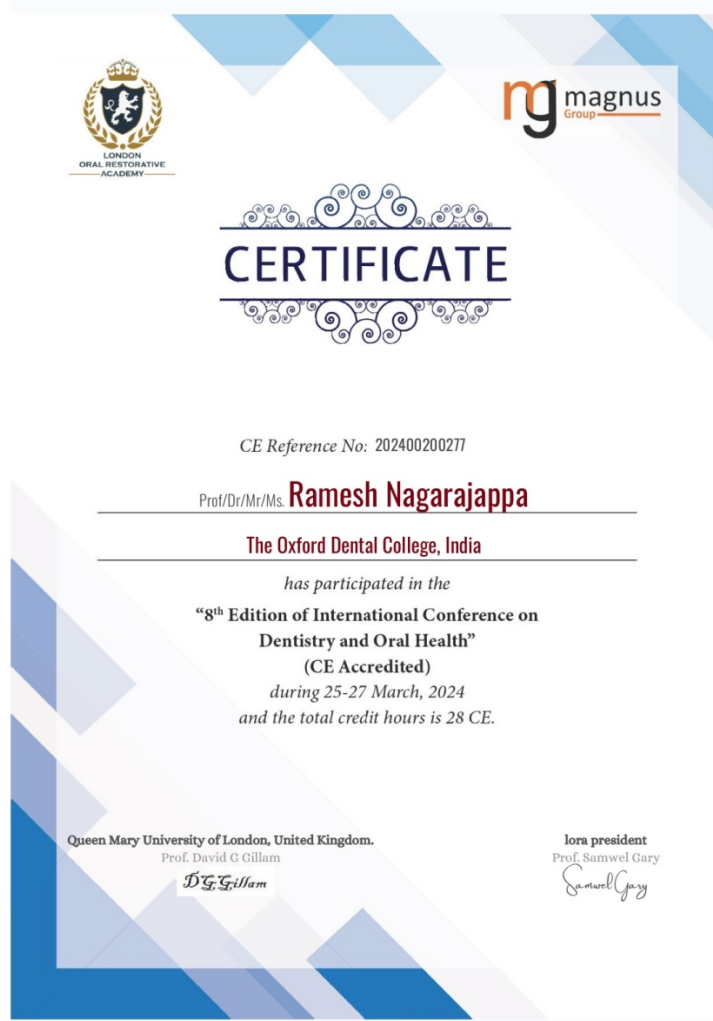 LONDON
ORAL RESTORATIVE
ACADEMY
mg magnus
Group
CERTIFICATE
CE Reference No: 202400200277
Prof/Dr/Mr/Ms. Ramesh Nagarajappa
The Oxford Dental College, India
has participated in the
“8th Edition of International Conference on
Dentistry and Oral Health”
(CE Accredited)
during 25-27 March, 2024
and the total credit hours is 28 CE.
Queen Mary University of London, United Kingdom.
Prof. David G Gillam
D G Gillam
lora president
Prof. Samwel Gary
Samwel Gary